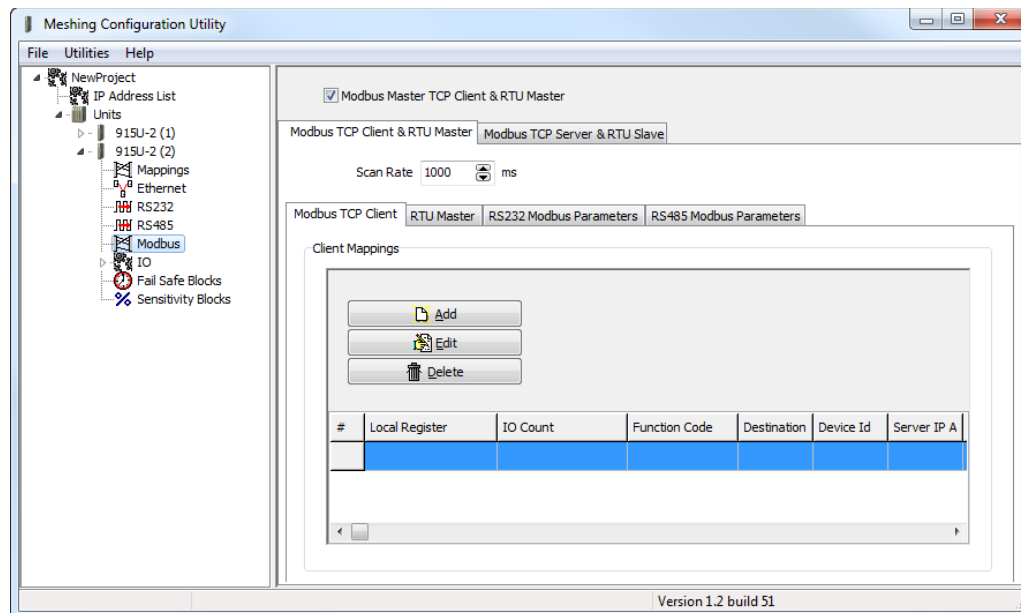 Meshing Configuration Utility
File Utilities Help
NewProject
IP Address List
Units
915U-2 (1)
915U-2 (2)
Mappings
Ethernet
RS232
RS485
Modbus
IO
Fail Safe Blocks
Sensitivity Blocks
Modbus Master TCP Client & RTU Master
Modbus TCP Client & RTU Master Modbus TCP Server & RTU Slave
Scan Rate 1000 ms
Modbus TCP Client RTU Master RS232 Modbus Parameters RS485 Modbus Parameters
Client Mappings
Add
Edit
Delete
# Local Register IO Count Function Code Destination Device Id Server IP A
Version 1.2 build 51